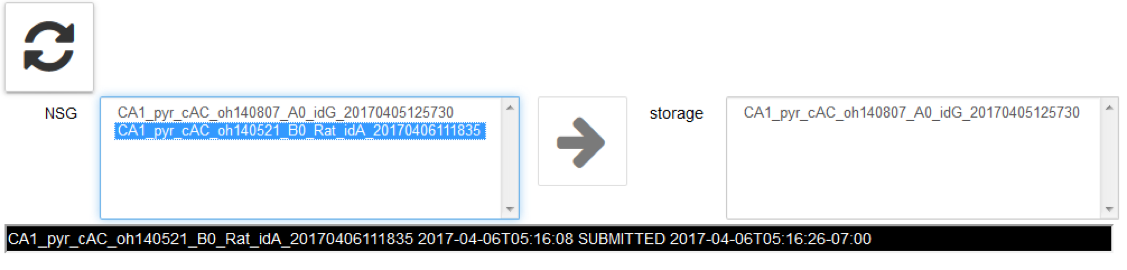 NSG
CA1_pyr_cAC_oh140807_A0_idG_20170405125730
CA1_pyr_cAC_oh140521_B0_Rat_idA_20170406111835
storage
CA1_pyr_cAC_oh140807_A0_idG_20170405125730
CA1_pyr_cAC_oh140521_B0_Rat_idA_20170406111835 2017-04-06T05:16:08 SUBMITTED 2017-04-06T05:16:26-07:00